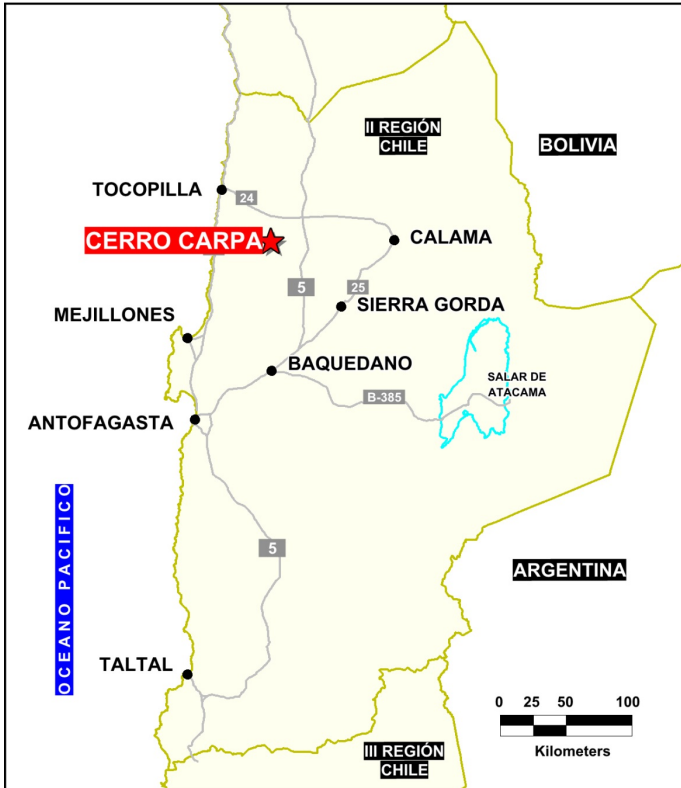 II REGIÓN
CHILE
BOLIVIA
TOCOPILLA
24
CERRO CARPA
CALAMA
5
25
SIERRA GORDA
MEJILLONES
BAQUEDANO
SALAR DE
ATACAMA
B-385
ANTOFAGASTA
OCEANO PACIFICO
5
ARGENTINA
TALTAL
0 25 50 100
Kilometers
III REGIÓN
CHILE